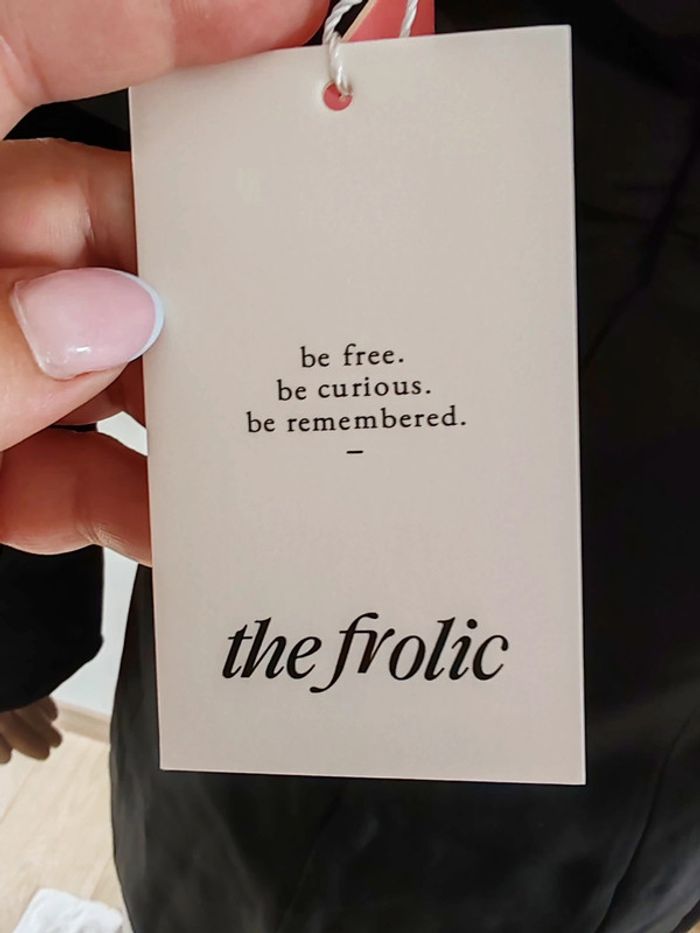 be free.
be curious.
be remembered.
–
the frolic